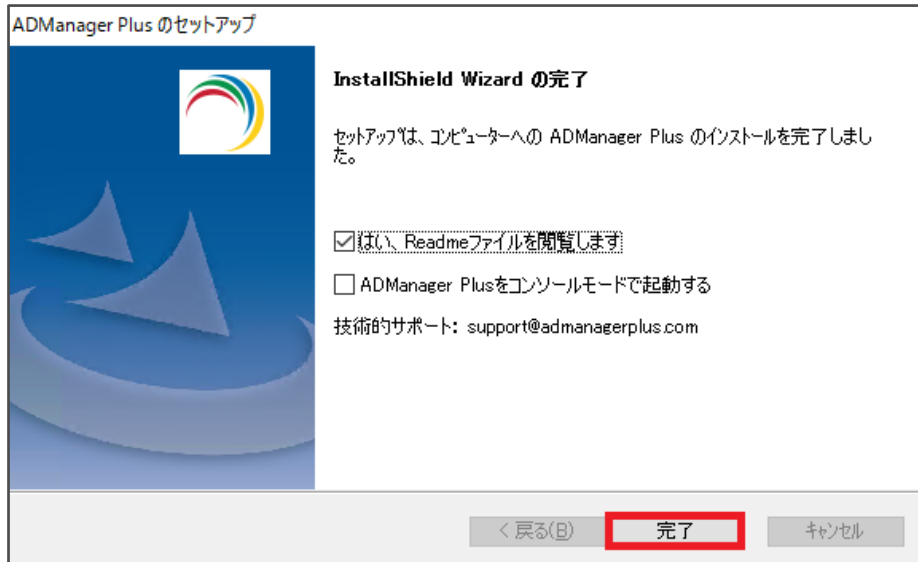 ADManager Plus のセットアップ
InstallShield Wizard の完了
セットアップは、コンピューターへの ADManager Plus のインストールを完了しまし
た。
はい、Readmeファイルを閲覧します
ADManager Plusをコンソールモードで起動する
技術的サポート: support@admanagerplus.com
< 戻る(B)
完了
キャンセル